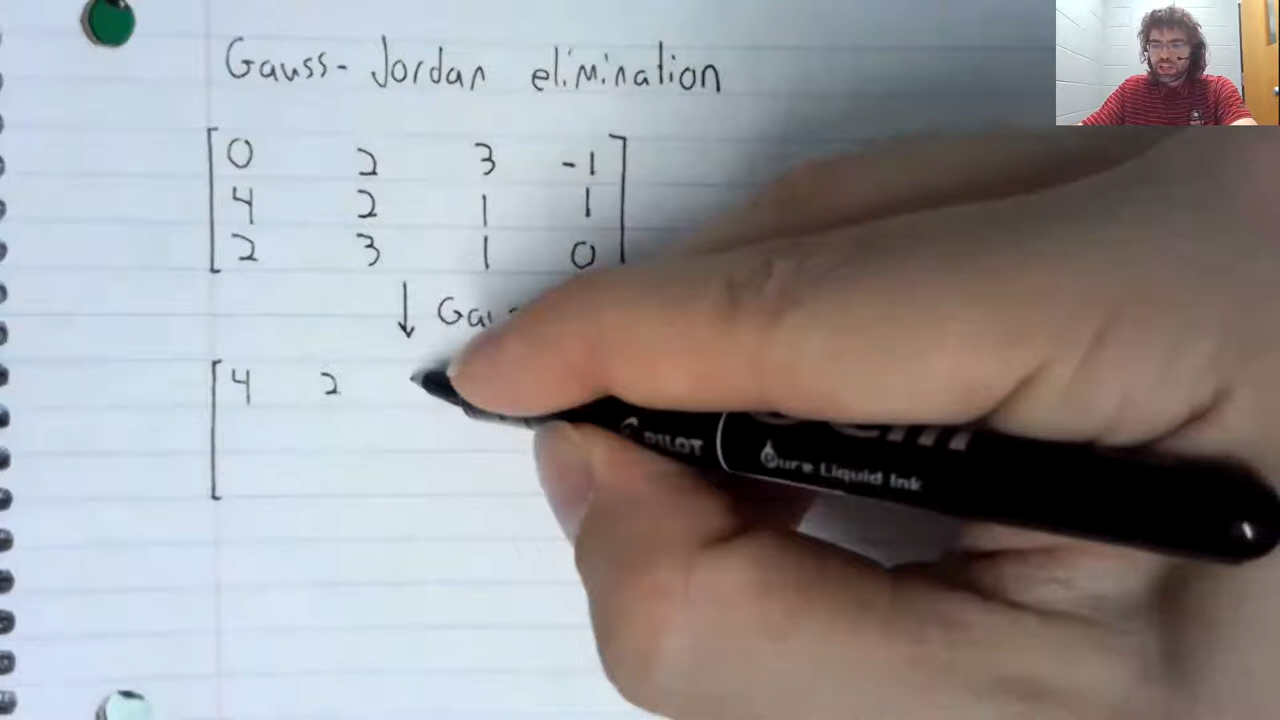 Gauss-Jordan elimination
0 2 3 -1
4 2 1 1
2 3 1 0
↓
4 2
PILOT
Pure Liquid Ink